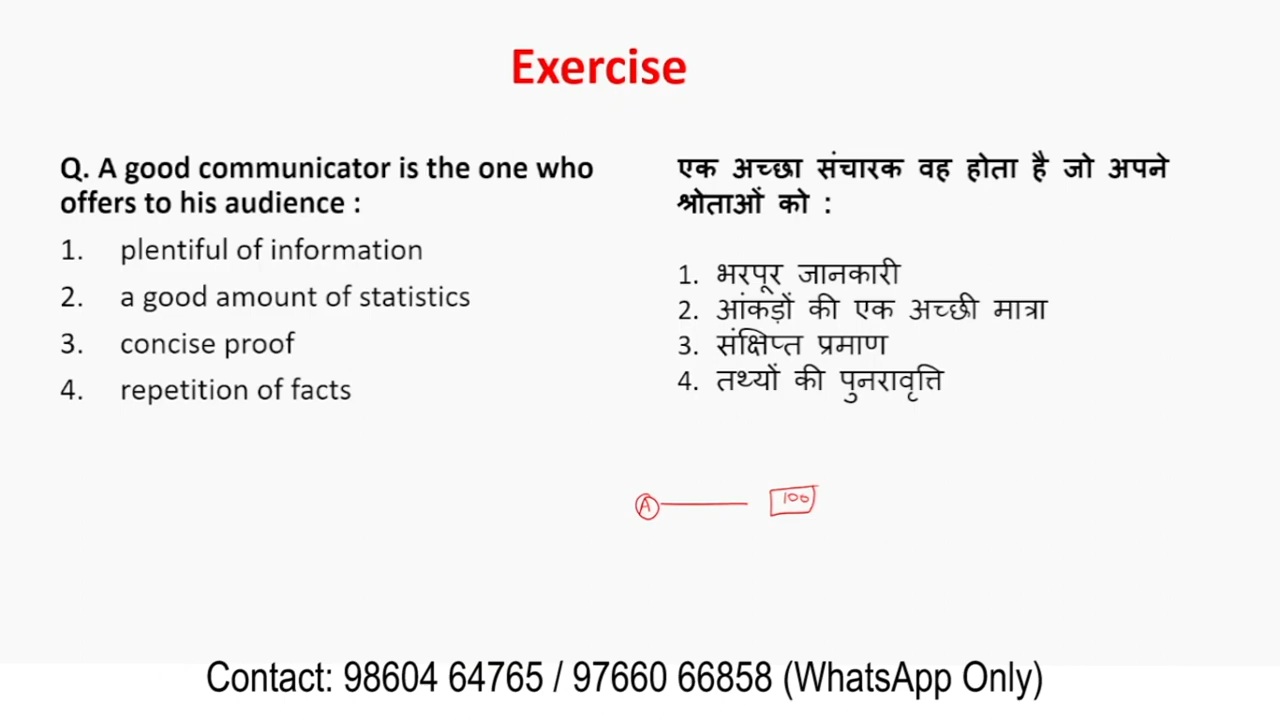 Exercise
Q. A good communicator is the one who
offers to his audience :
1. plentiful of information
2. a good amount of statistics
3. concise proof
4. repetition of facts
एक अच्छा संचारक वह होता है जो अपने
श्रोताओं को :
1. भरपूर जानकारी
2. आंकड़ों की एक अच्छी मात्रा
3. संक्षिप्त प्रमाण
4. तथ्यों की पुनरावृत्ति
A 100
Contact: 98604 64765 / 97660 66858 (WhatsApp Only)